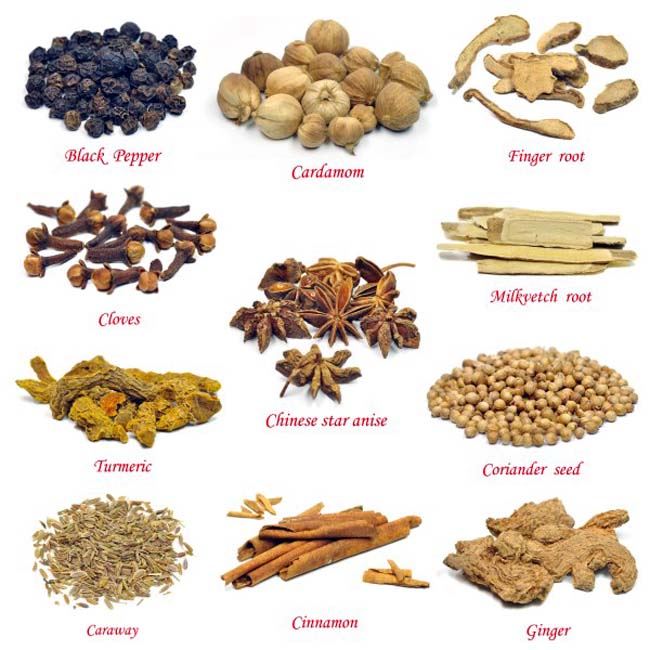 Black Pepper
Cardamom
Finger root
Cloves
Milkvetch root
Chinese star anise
Turmeric
Coriander seed
Caraway
Cinnamon
Ginger